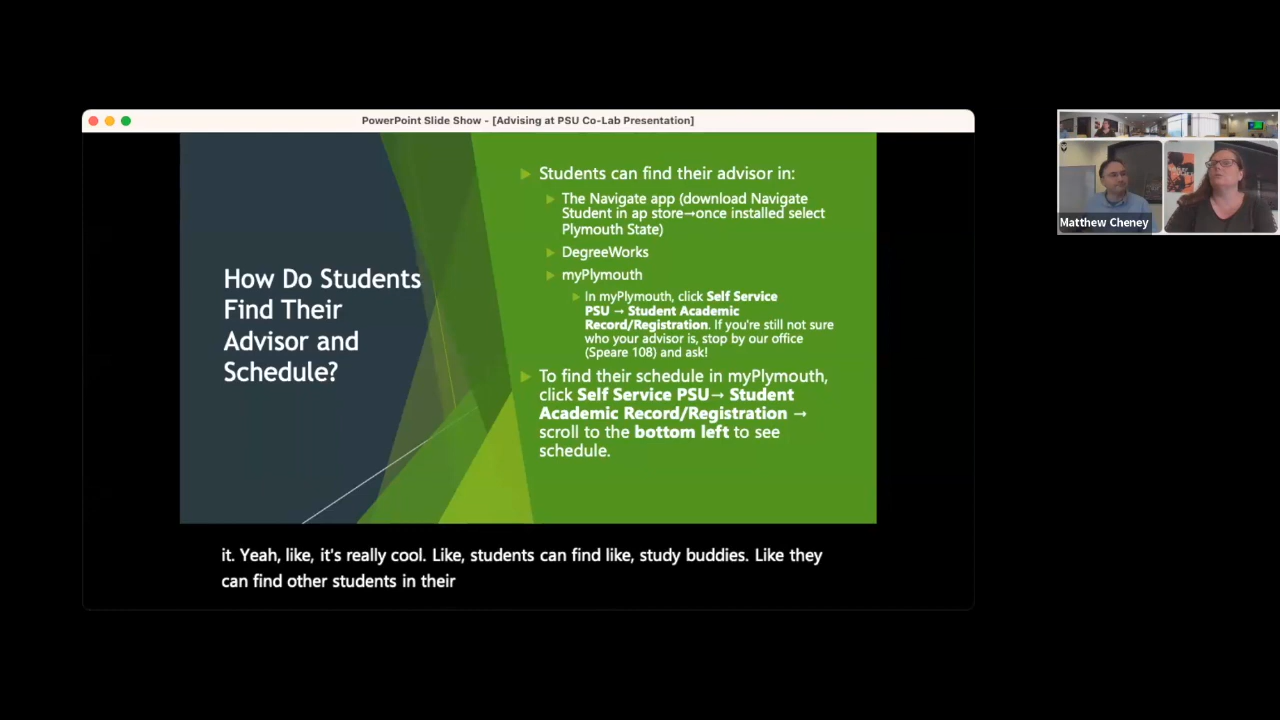 PowerPoint Slide Show - [Advising at PSU Co-Lab Presentation]
How Do Students
Find Their
Advisor and
Schedule?
Students can find their advisor in:
The Navigate app (download Navigate
Student in ap store→once installed select
Plymouth State)
DegreeWorks
myPlymouth
In myPlymouth, click Self Service
PSU → Student Academic
Record/Registration. If you're still not sure
who your advisor is, stop by our office
(Speare 108) and ask!
To find their schedule in myPlymouth,
click Self Service PSU→ Student
Academic Record/Registration →
scroll to the bottom left to see
schedule.
it. Yeah, like, it's really cool. Like, students can find like, study buddies. Like they
can find other students in their
Matthew Cheney